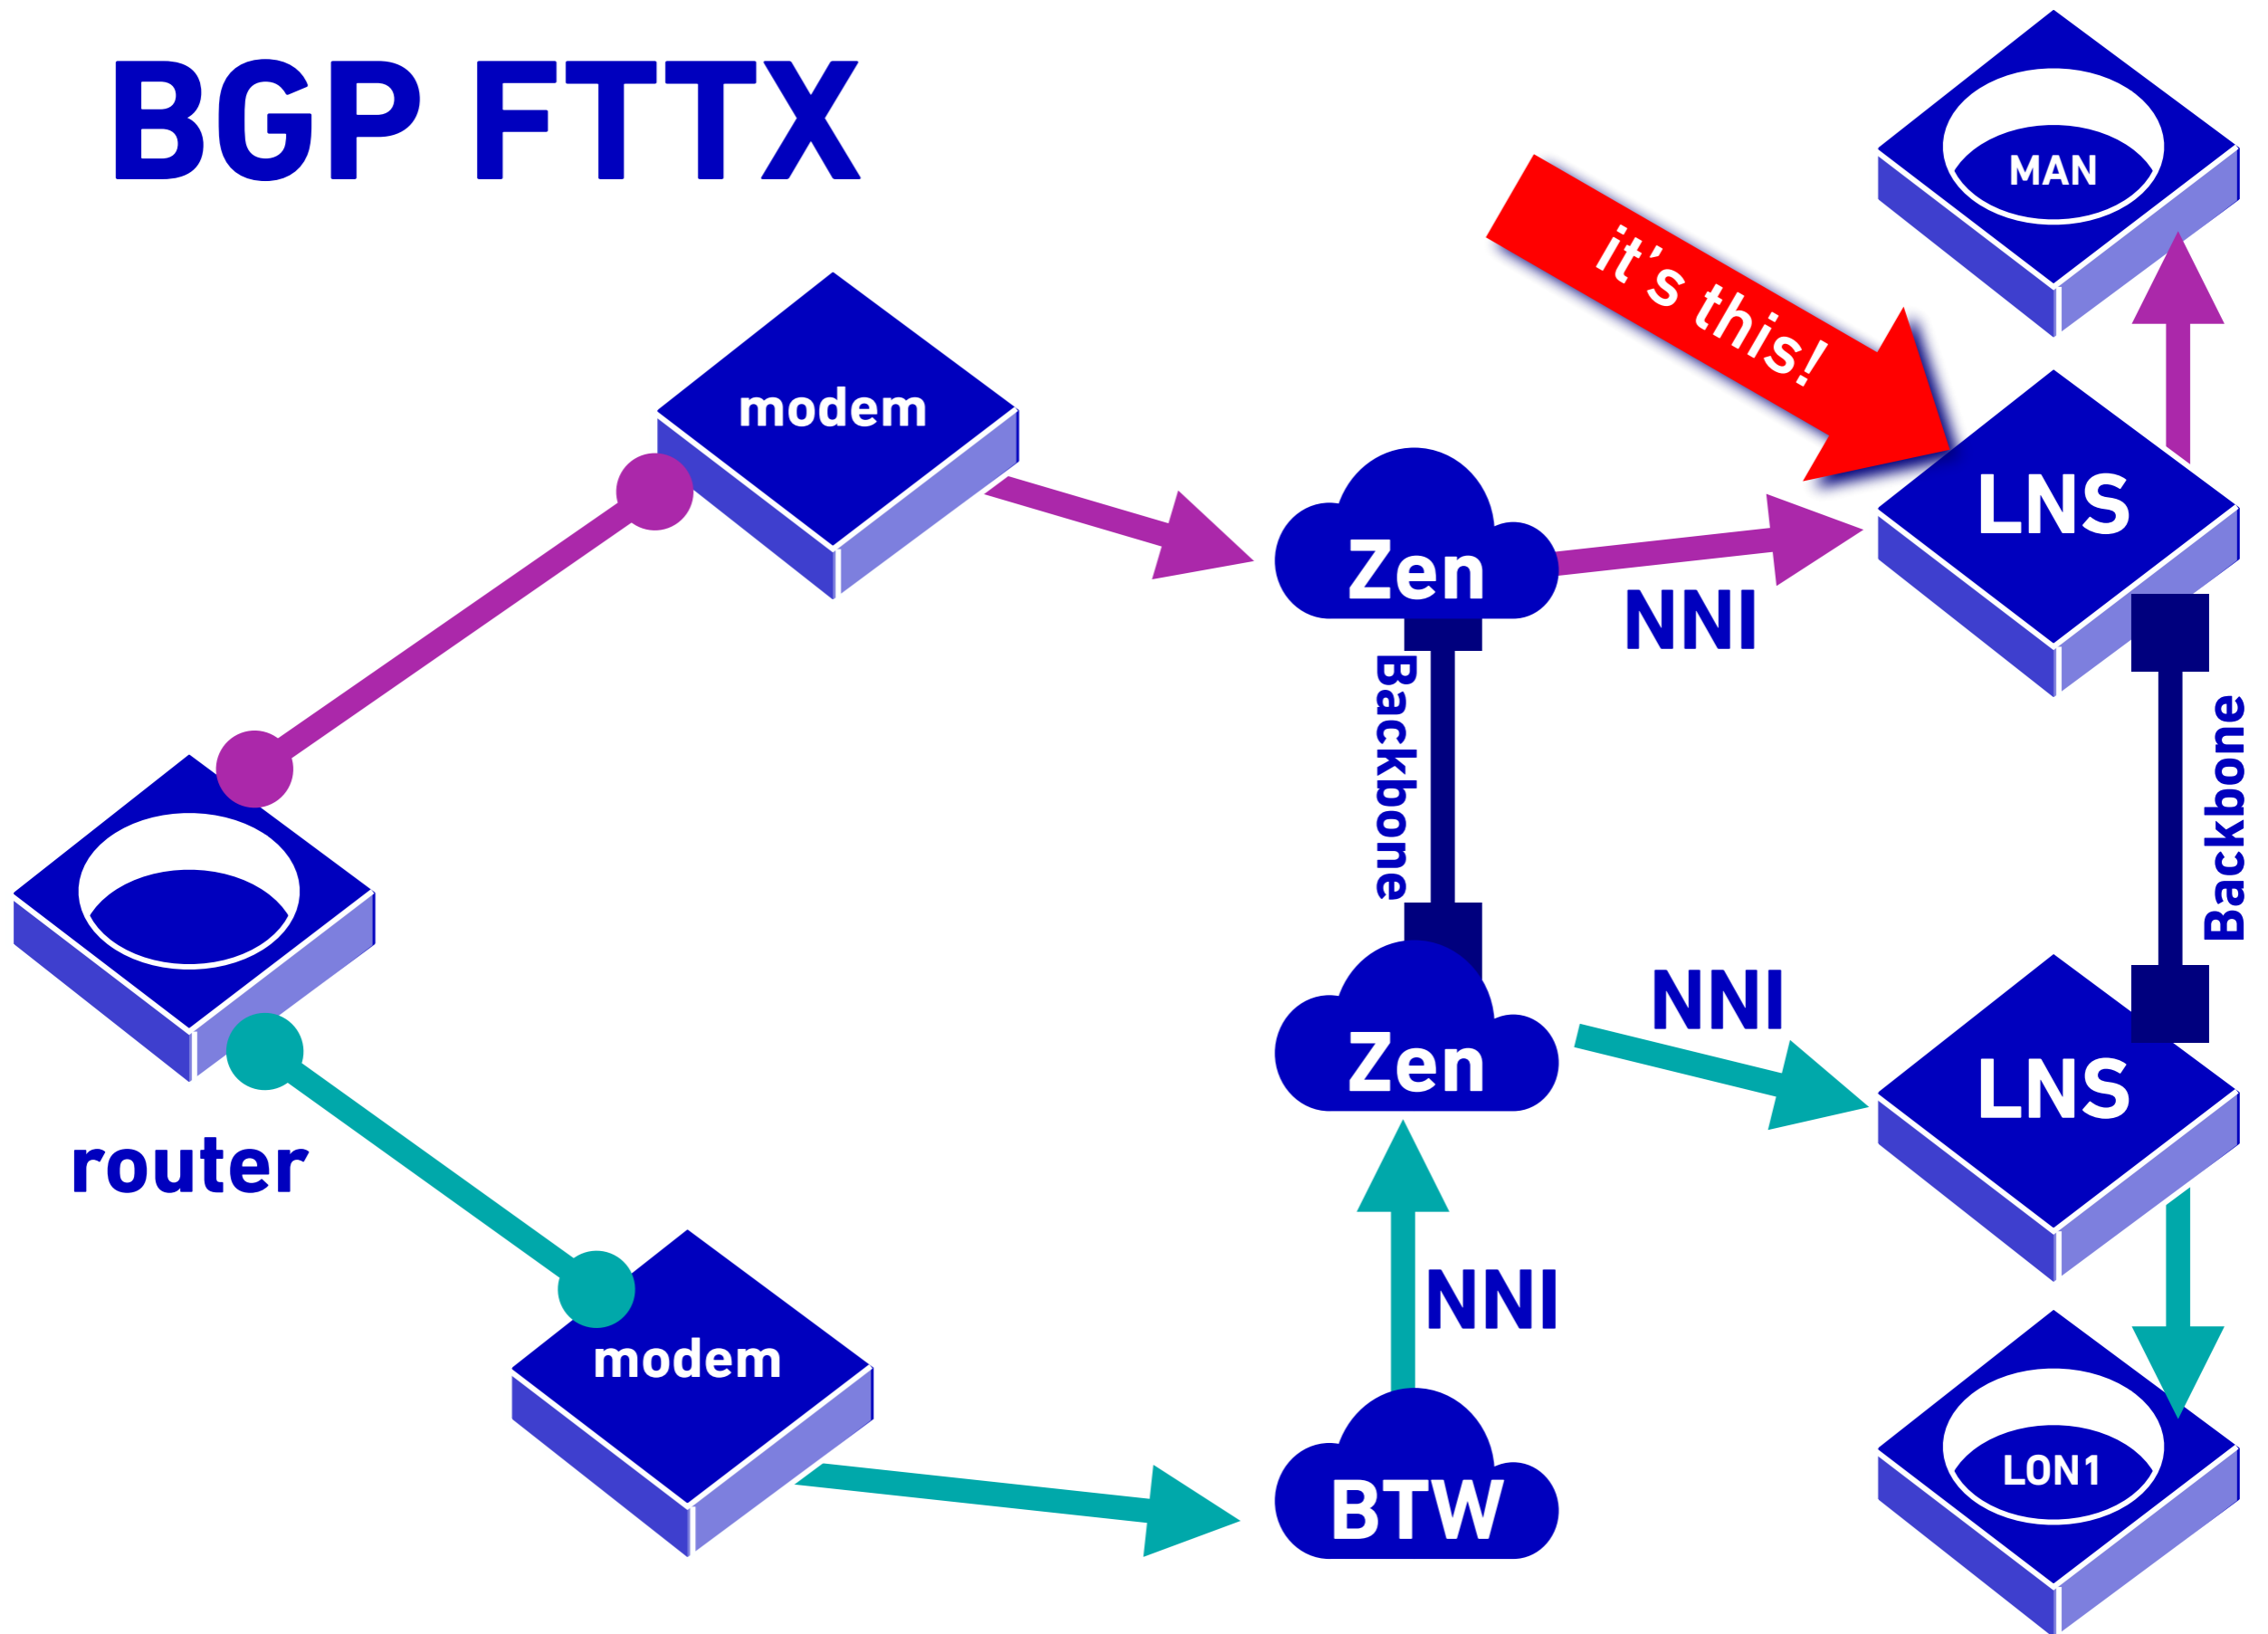 BGP FTTX
MAN
it's this!
modem
LNS
Zen
NNI
Backbone
Backbone
NNI
Zen
LNS
router
NNI
modem
LON1
BTW